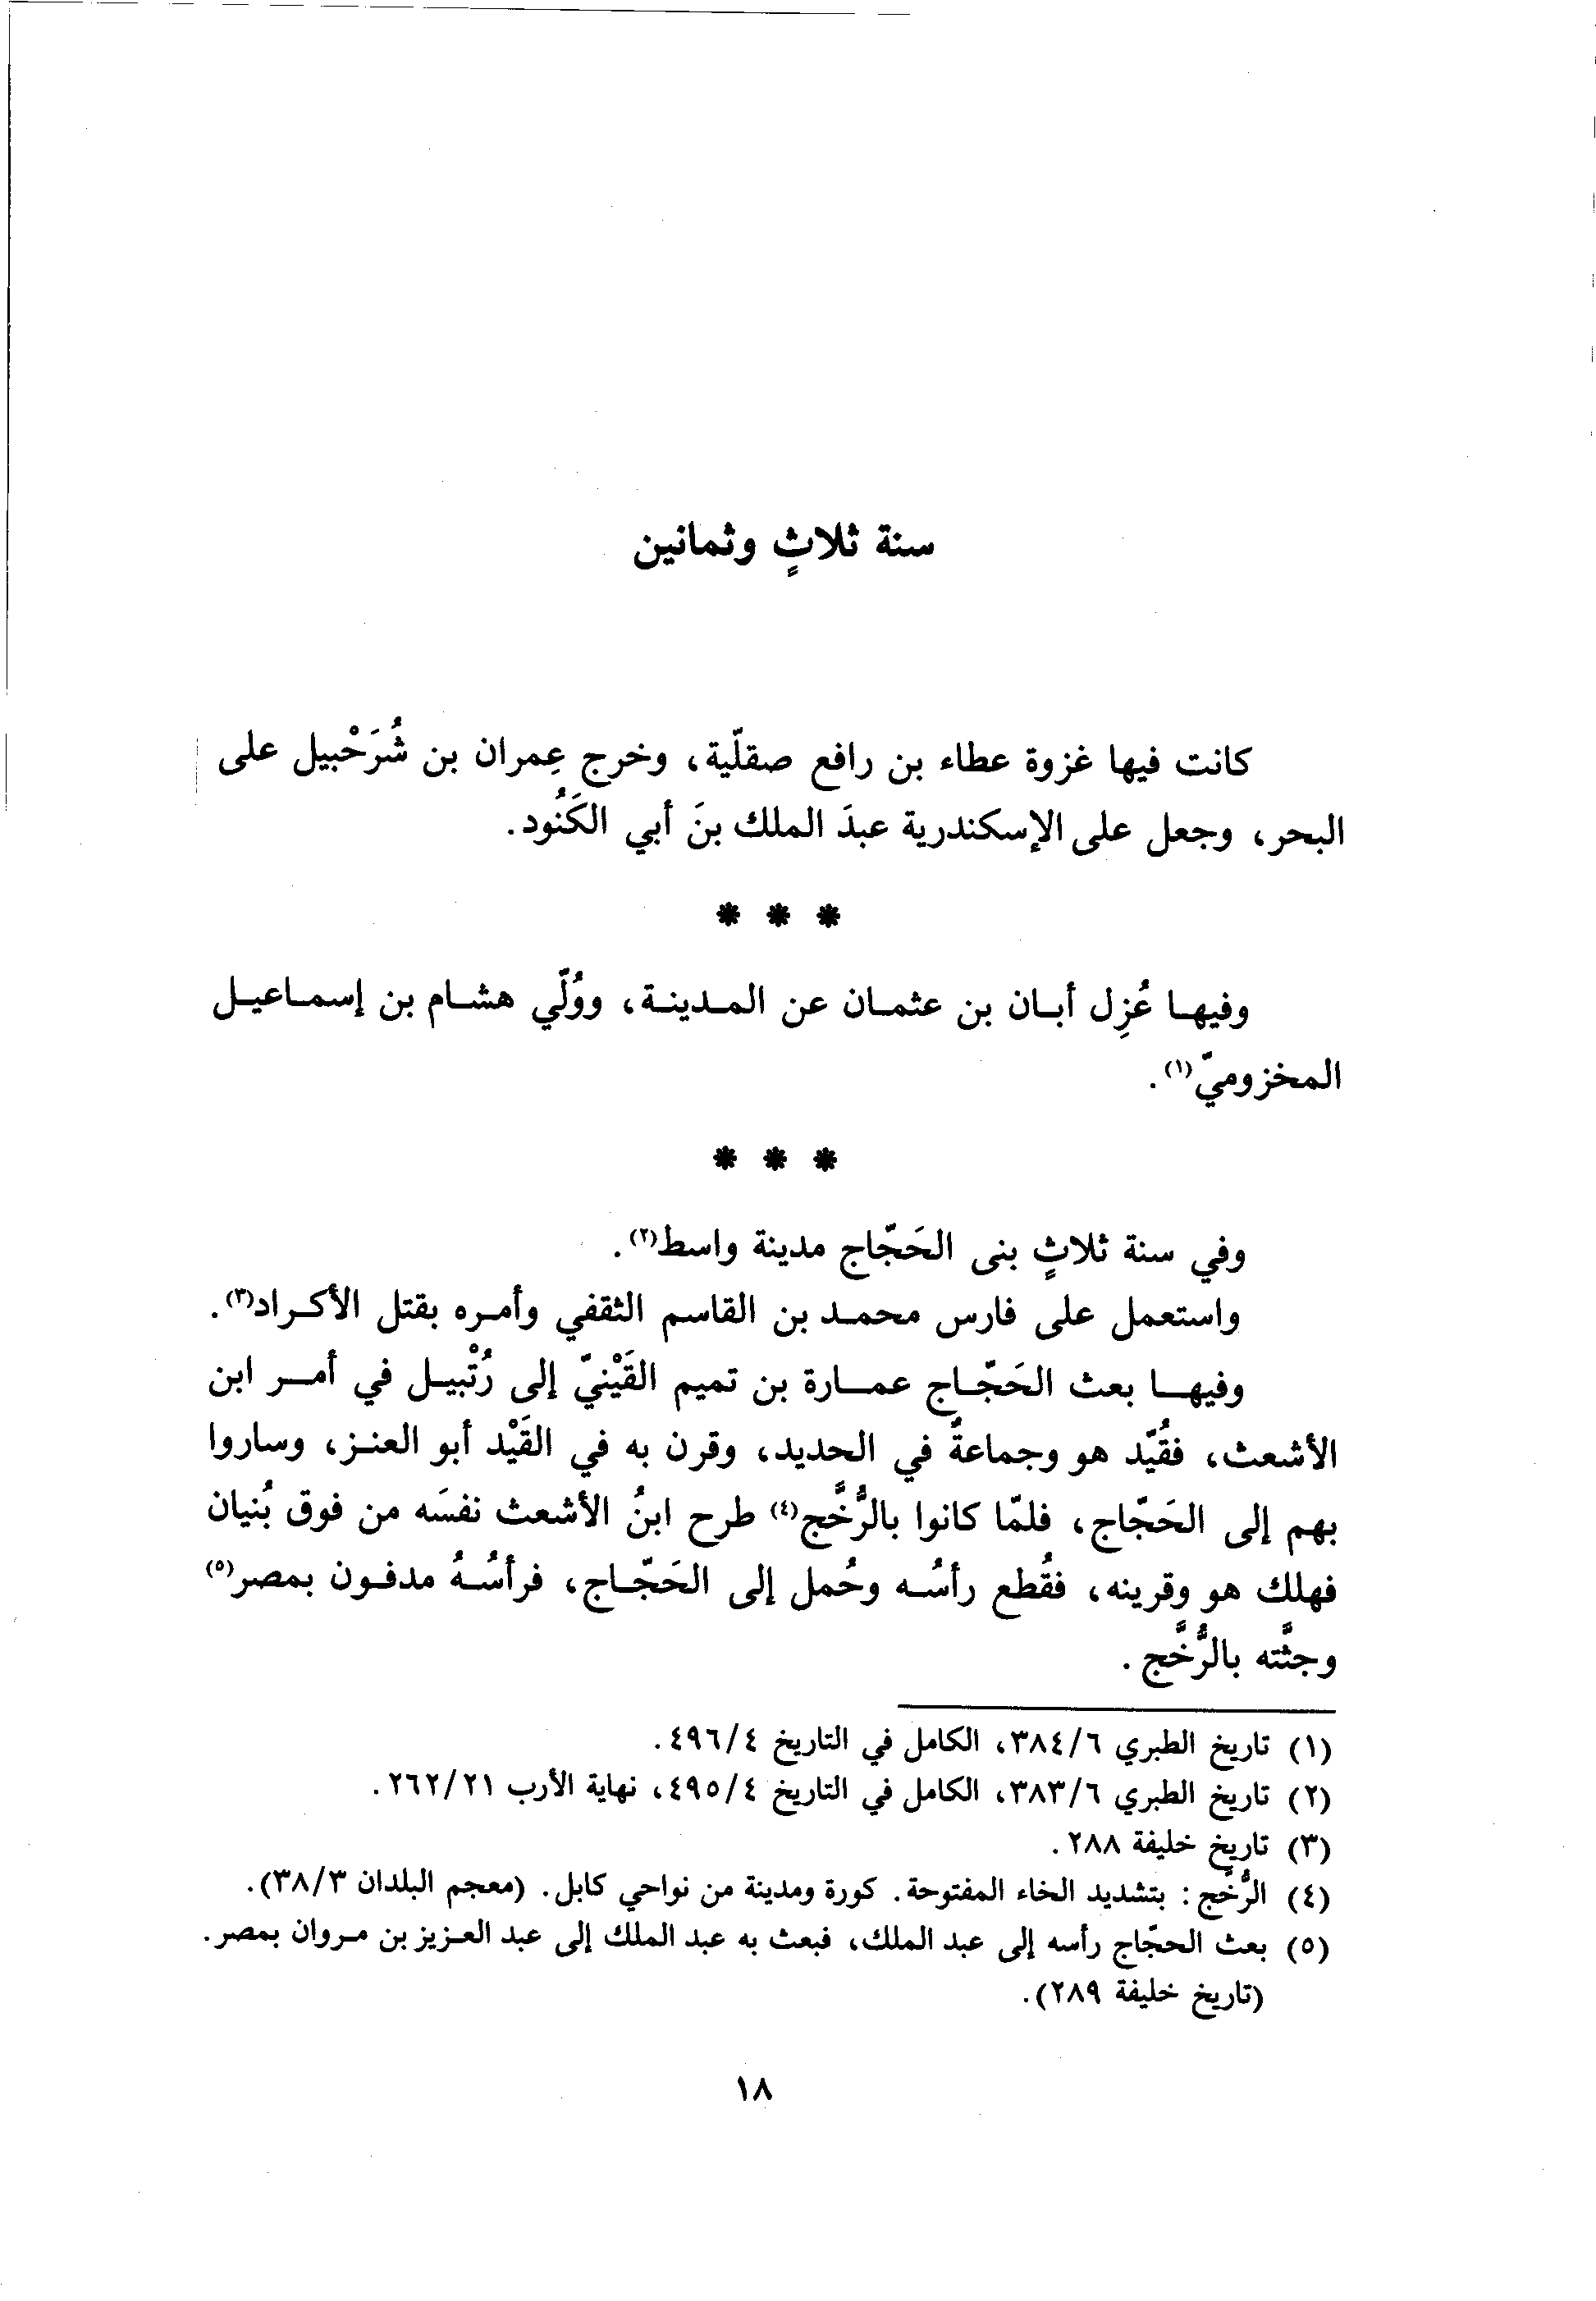 سنة ثلاثٍ وثمانين
كانت فيها غزوة عطاء بن رافع صقلّية، وخرج عِمران بن شُرَحْبيل على
البحر، وجعل على الإسكندرية عبدَ الملك بنَ أبي الكَنُود.
* * *
وفيها عُزِل أبان بن عثمان عن المدينة، ووُلّي هشام بن إسماعيل
المخزوميّ(١).
* * *
وفي سنة ثلاثٍ بنى الحَجّاج مدينة واسط(٢).
واستعمل على فارس محمد بن القاسم الثقفي وأمره بقتل الأكراد(٣).
وفيها بعث الحَجّاج عمارة بن تميم القَيْنيّ إلى رُتْبيل في أمر ابن
الأشعث، فقُيّد هو وجماعةٌ في الحديد، وقرن به في القَيْد أبو العنز، وساروا
بهم إلى الحَجّاج، فلمّا كانوا بالرُّخَّج(٤) طرح ابنُ الأشعث نفسَه من فوق بُنيان
فهلك هو وقرينه، فقُطع رأسُه وحُمل إلى الحَجّاج، فرأسُهُ مدفون بمصر(٥)
وجثَّته بالرُّخَّج.
(١) تاريخ الطبري ٣٨٤/٦، الكامل في التاريخ ٤٩٦/٤.
(٢) تاريخ الطبري ٣٨٣/٦، الكامل في التاريخ ٤٩٥/٤، نهاية الأرب ٢٦٢/٢١.
(٣) تاريخ خليفة ٢٨٨.
(٤) الرُّخَّج: بتشديد الخاء المفتوحة. كورة ومدينة من نواحي كابل. (معجم البلدان ٣٨/٣).
(٥) بعث الحجّاج رأسه إلى عبد الملك، فبعث به عبد الملك إلى عبد العزيز بن مروان بمصر.
(تاريخ خليفة ٢٨٩).
١٨